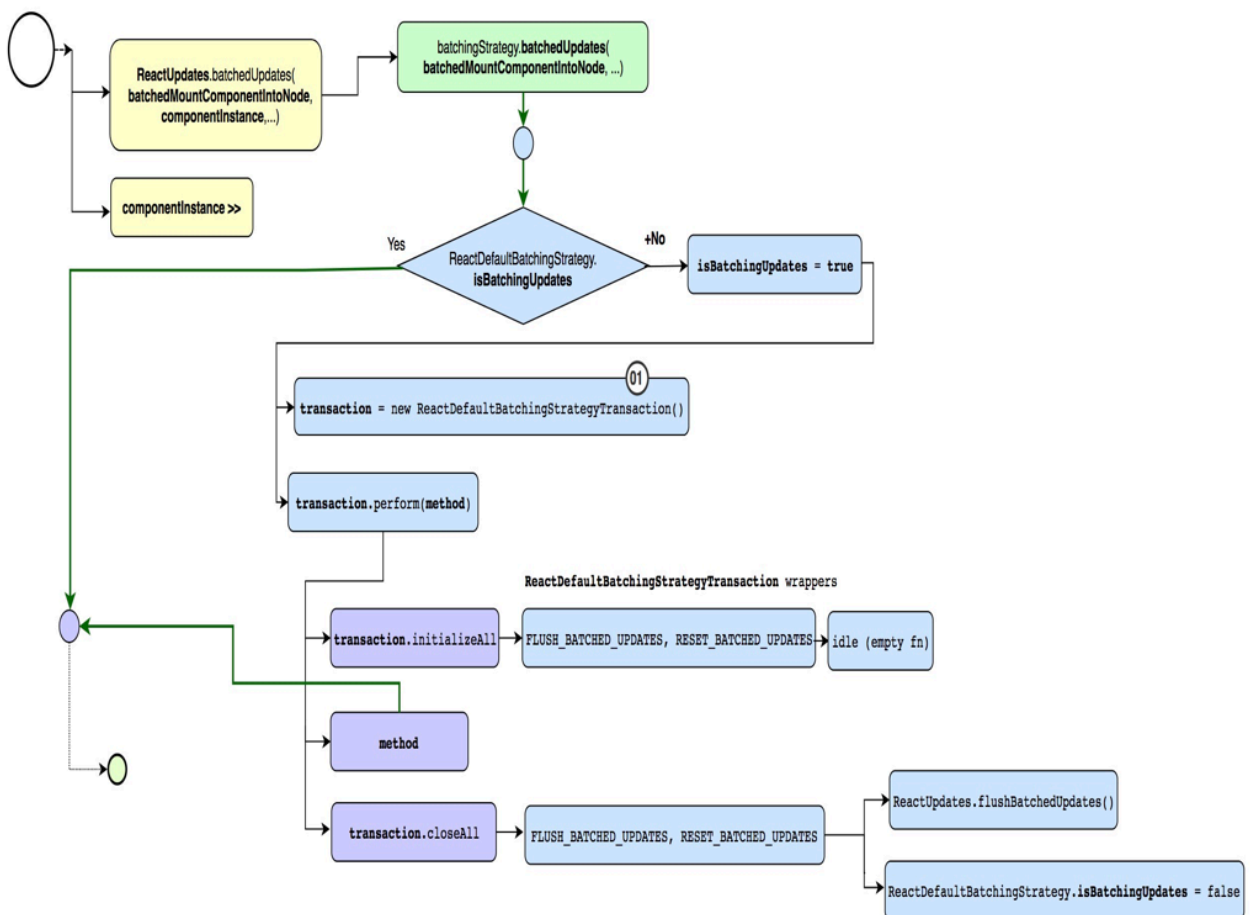 ReactUpdates.batchedUpdates(
batchedMountComponentIntoNode,
componentInstance,...)
batchingStrategy.batchedUpdates(
batchedMountComponentIntoNode, ...)
componentInstance >>
Yes
ReactDefaultBatchingStrategy.
isBatchingUpdates
+No
isBatchingUpdates = true
01
transaction = new ReactDefaultBatchingStrategyTransaction()
transaction.perform(method)
ReactDefaultBatchingStrategyTransaction wrappers
transaction.initializeAll
FLUSH_BATCHED_UPDATES, RESET_BATCHED_UPDATES
idle (empty fn)
method
transaction.closeAll
FLUSH_BATCHED_UPDATES, RESET_BATCHED_UPDATES
ReactUpdates.flushBatchedUpdates()
ReactDefaultBatchingStrategy.isBatchingUpdates = false